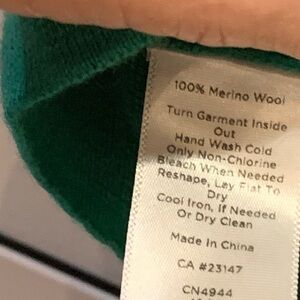 100% Merino Wool
Turn Garment Inside
Out
Hand Wash Cold
Only Non-Chlorine
Bleach When Needed
Reshape, Lay Flat To
Dry
Cool Iron, If Needed
Or Dry Clean
Made In China
CA #23147
CN4944